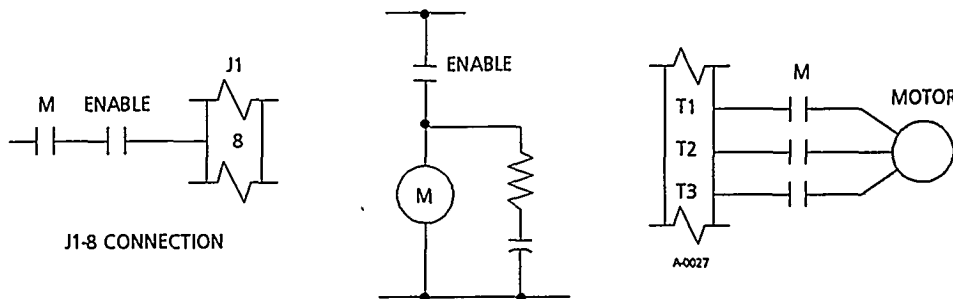 J1
M ENABLE
8
J1-8 CONNECTION
ENABLE
M
M
T1
MOTOR
T2
T3
A-0027